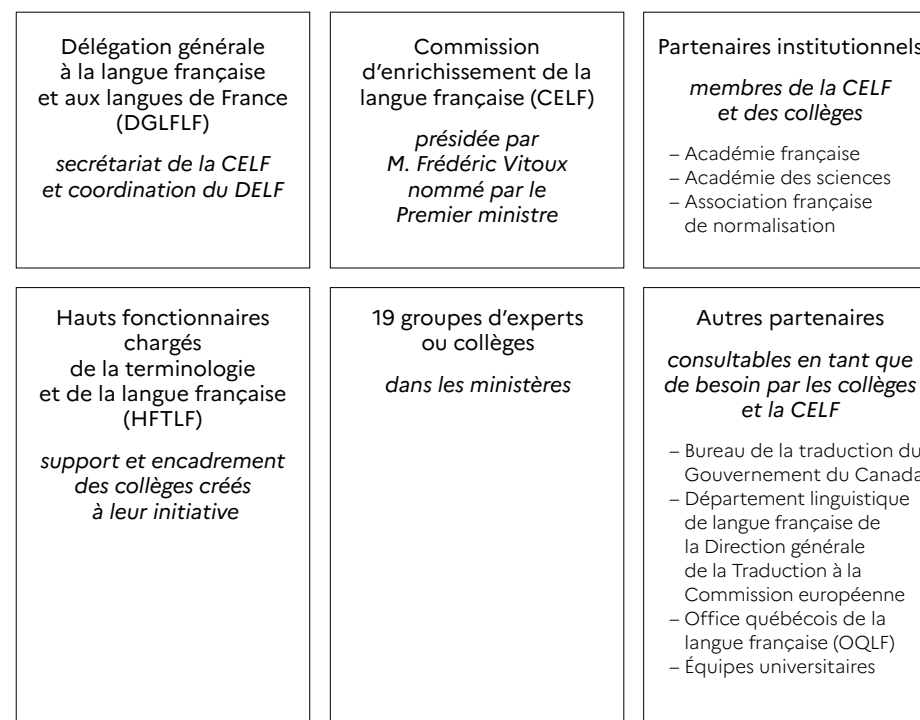 Délégation générale
à la langue française
et aux langues de France
(DGLFLF)
secrétariat de la CELF
et coordination du DELF
Commission
d'enrichissement de la
langue française (CELF)
présidée par
M. Frédéric Vitoux
nommé par le
Premier ministre
Partenaires institutionnels
membres de la CELF
et des collèges
– Académie française
– Académie des sciences
– Association française
de normalisation
Hauts fonctionnaires
chargés
de la terminologie
et de la langue française
(HFTLF)
support et encadrement
des collèges créés
à leur initiative
19 groupes d'experts
ou collèges
dans les ministères
Autres partenaires
consultables en tant que
de besoin par les collèges
et la CELF
– Bureau de la traduction du
Gouvernement du Canada
– Département linguistique
de langue française de
la Direction générale
de la Traduction à la
Commission européenne
– Office québécois de la
langue française (OQLF)
– Équipes universitaires